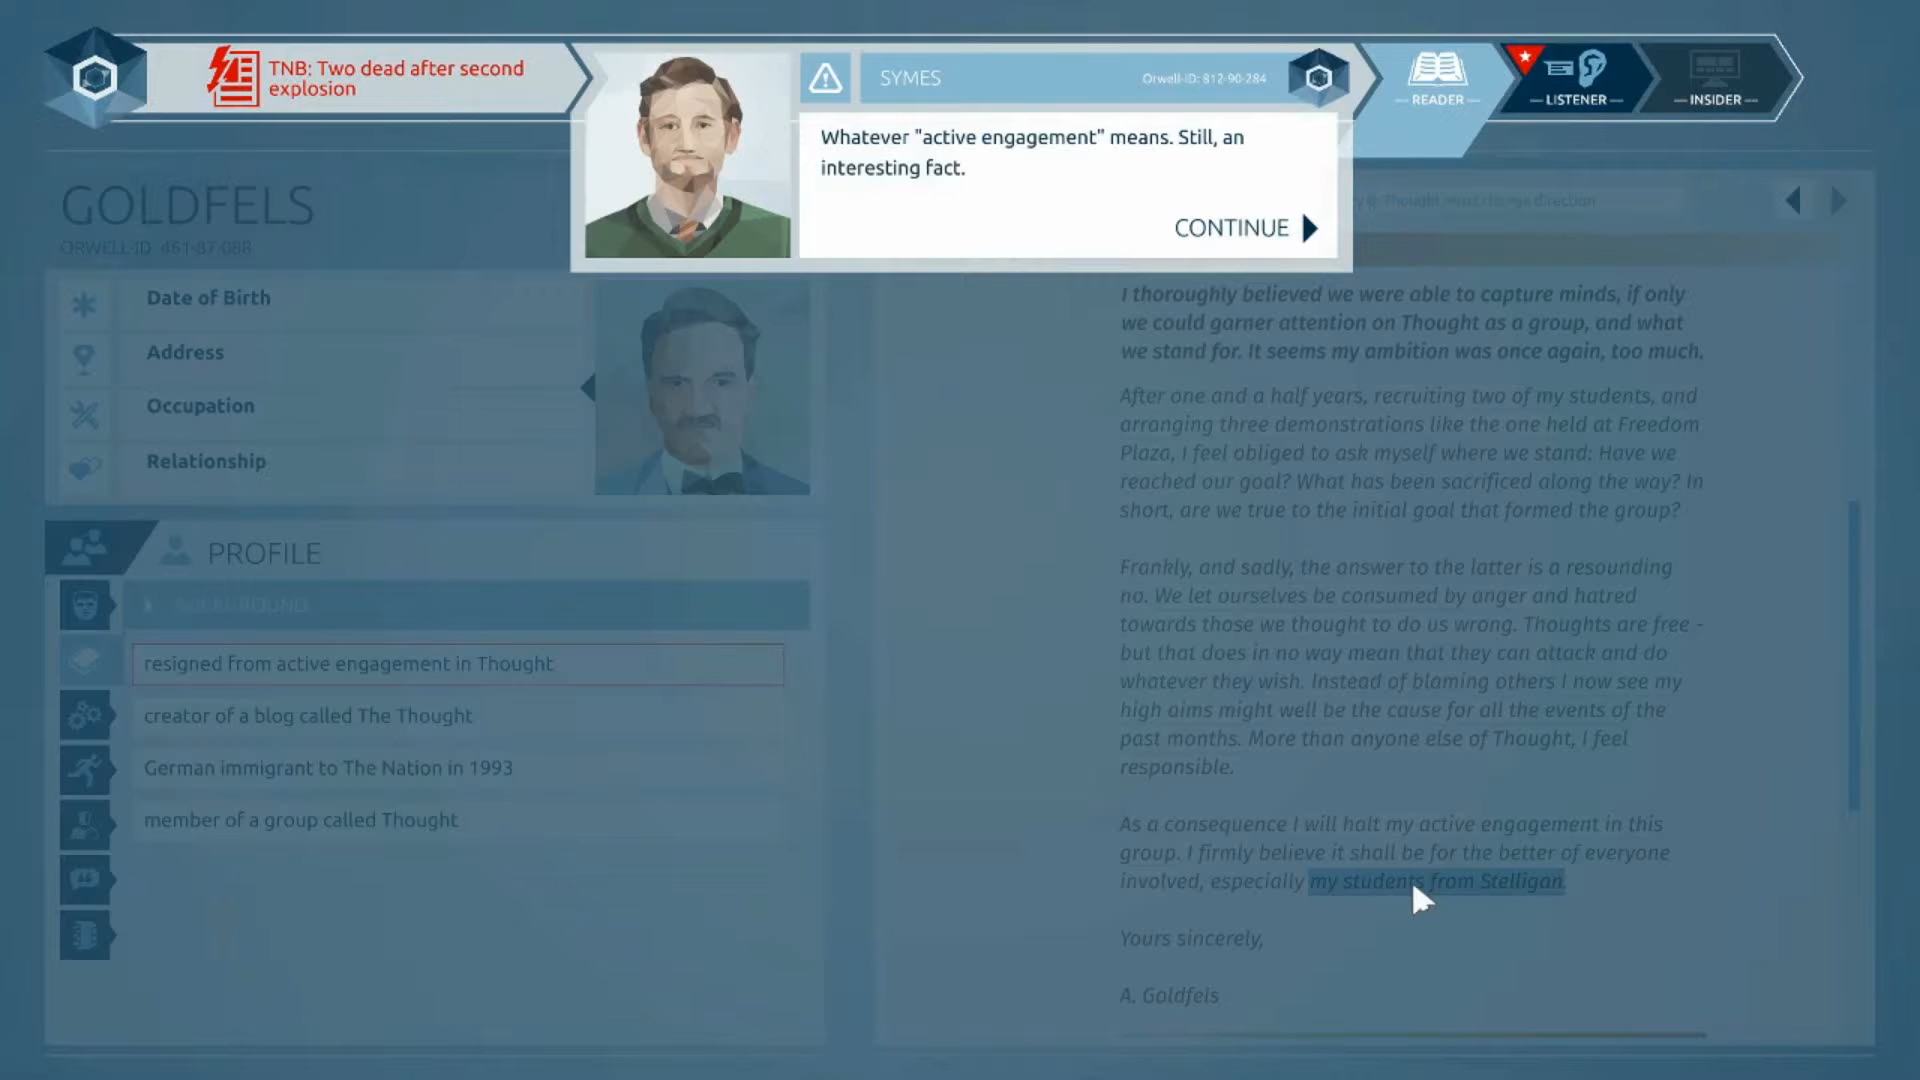 TNB: Two dead after second
explosion
SYMES
Orwell-ID: 812-90-284
READER
LISTENER
INSIDER
Whatever "active engagement" means. Still, an
interesting fact.
CONTINUE
GOLDFELS
ORWELL-ID 461-87-088
Date of Birth
Address
Occupation
Relationship
PROFILE
BACKGROUND
resigned from active engagement in Thought
creator of a blog called The Thought
German immigrant to The Nation in 1993
member of a group called Thought
Thought must change direction
I thoroughly believed we were able to capture minds, if only
we could garner attention on Thought as a group, and what
we stand for. It seems my ambition was once again, too much.
After one and a half years, recruiting two of my students, and
arranging three demonstrations like the one held at Freedom
Plaza, I feel obliged to ask myself where we stand: Have we
reached our goal? What has been sacrificed along the way? In
short, are we true to the initial goal that formed the group?
Frankly, and sadly, the answer to the latter is a resounding
no. We let ourselves be consumed by anger and hatred
towards those we thought to do us wrong. Thoughts are free -
but that does in no way mean that they can attack and do
whatever they wish. Instead of blaming others I now see my
high aims might well be the cause for all the events of the
past months. More than anyone else of Thought, I feel
responsible.
As a consequence I will halt my active engagement in this
group. I firmly believe it shall be for the better of everyone
involved, especially my students from Stelligan.
Yours sincerely,
A. Goldfels